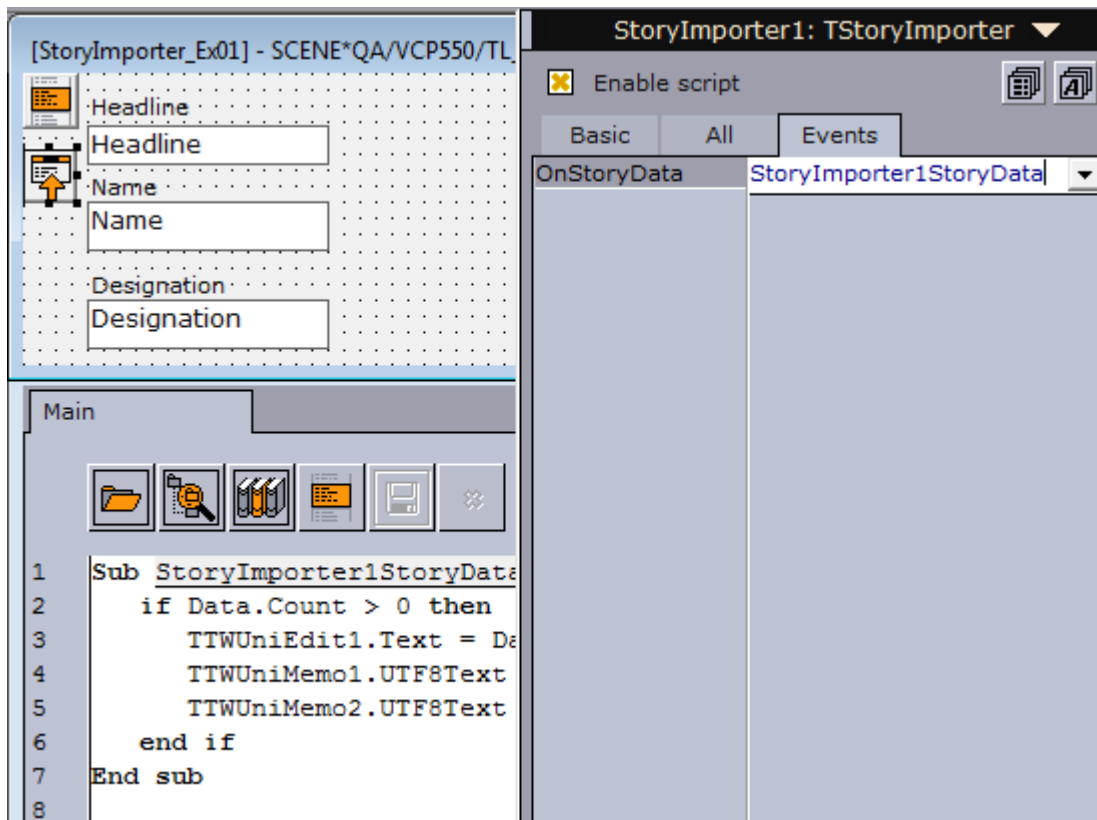 [StoryImporter_Ex01] - SCENE*QA/VCP550/TL_
Headline
Headline
Name
Name
Designation
Designation
StoryImporter1: TStoryImporter
Enable script
Basic All Events
OnStoryData StoryImporter1StoryData
Main
1 Sub StoryImporter1StoryData
2 if Data.Count > 0 then
3 TTWUniEdit1.Text = Da
4 TTWUniMemo1.UTF8Text
5 TTWUniMemo2.UTF8Text
6 end if
7 End sub
8